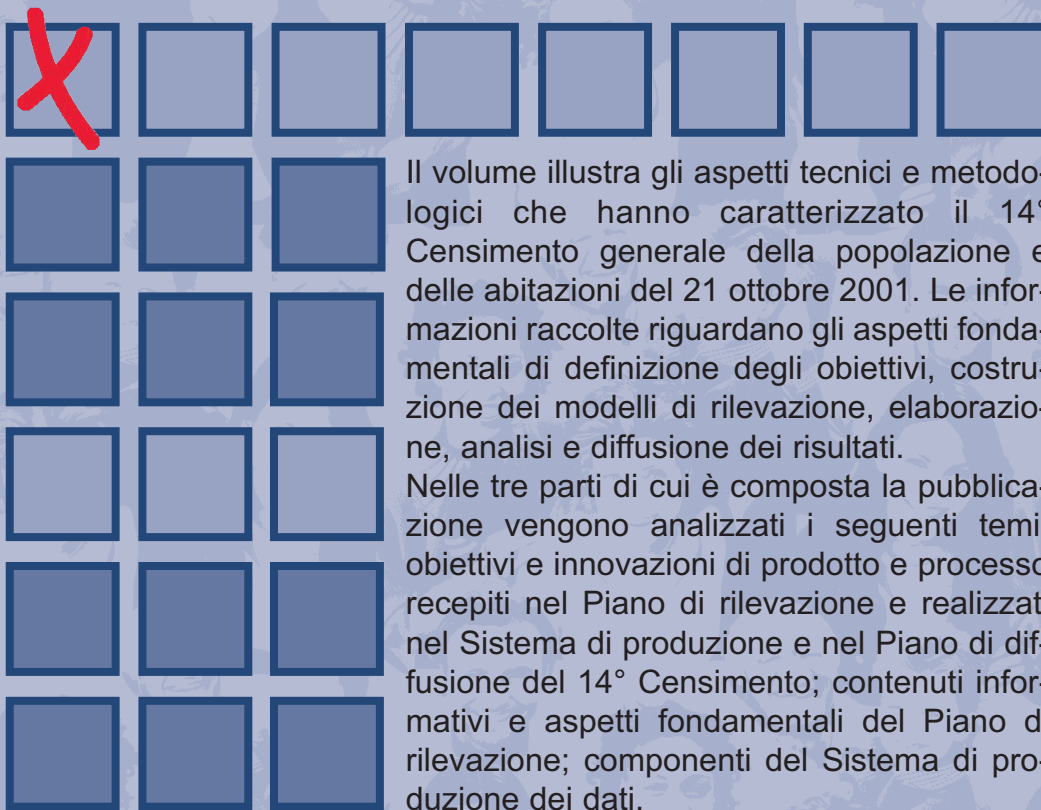 Il volume illustra gli aspetti tecnici e metodo-
logici che hanno caratterizzato il 14°
Censimento generale della popolazione e
delle abitazioni del 21 ottobre 2001. Le infor-
mazioni raccolte riguardano gli aspetti fonda-
mentali di definizione degli obiettivi, costru-
zione dei modelli di rilevazione, elaborazio-
ne, analisi e diffusione dei risultati.
Nelle tre parti di cui è composta la pubblica-
zione vengono analizzati i seguenti temi
obiettivi e innovazioni di prodotto e processo
recepiti nel Piano di rilevazione e realizzat
nel Sistema di produzione e nel Piano di dif-
fusione del 14° Censimento; contenuti infor-
mativi e aspetti fondamentali del Piano d
rilevazione; componenti del Sistema di pro-
duzione dei dati.